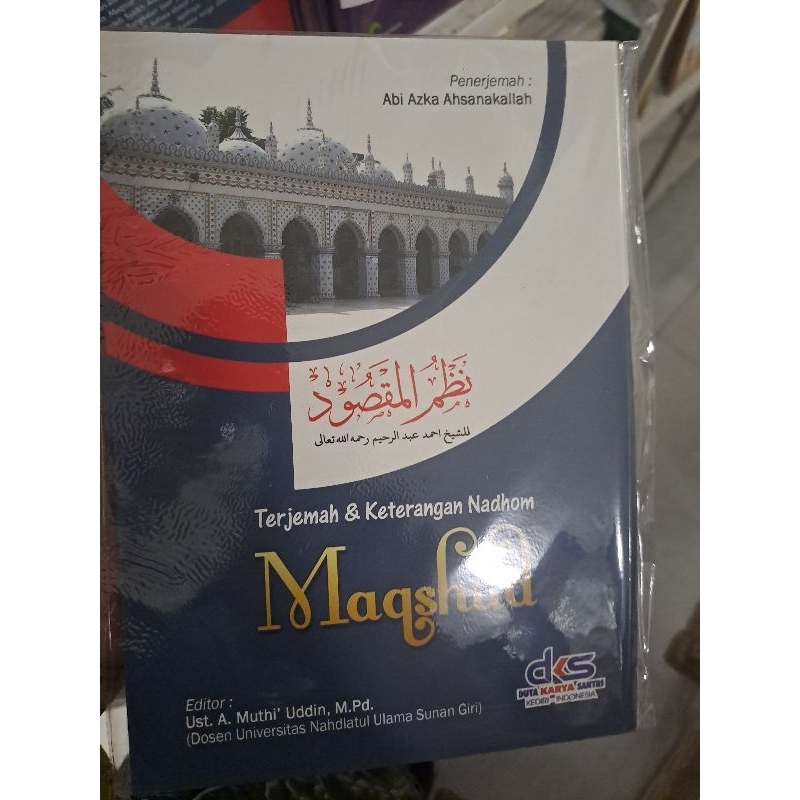 Penerjemah :
Abi Azka Ahsanakallah
نظم المقصود
للشيخ احمد عبد الرحيم رحمه الله تعالى
Terjemah & Keterangan Nadhom
Maqshud
dks
DUTA KARYA SANTRI
KEDIRI - INDONESIA
Editor :
Ust. A. Muthi' Uddin, M.Pd.
(Dosen Universitas Nahdlatul Ulama Sunan Giri)